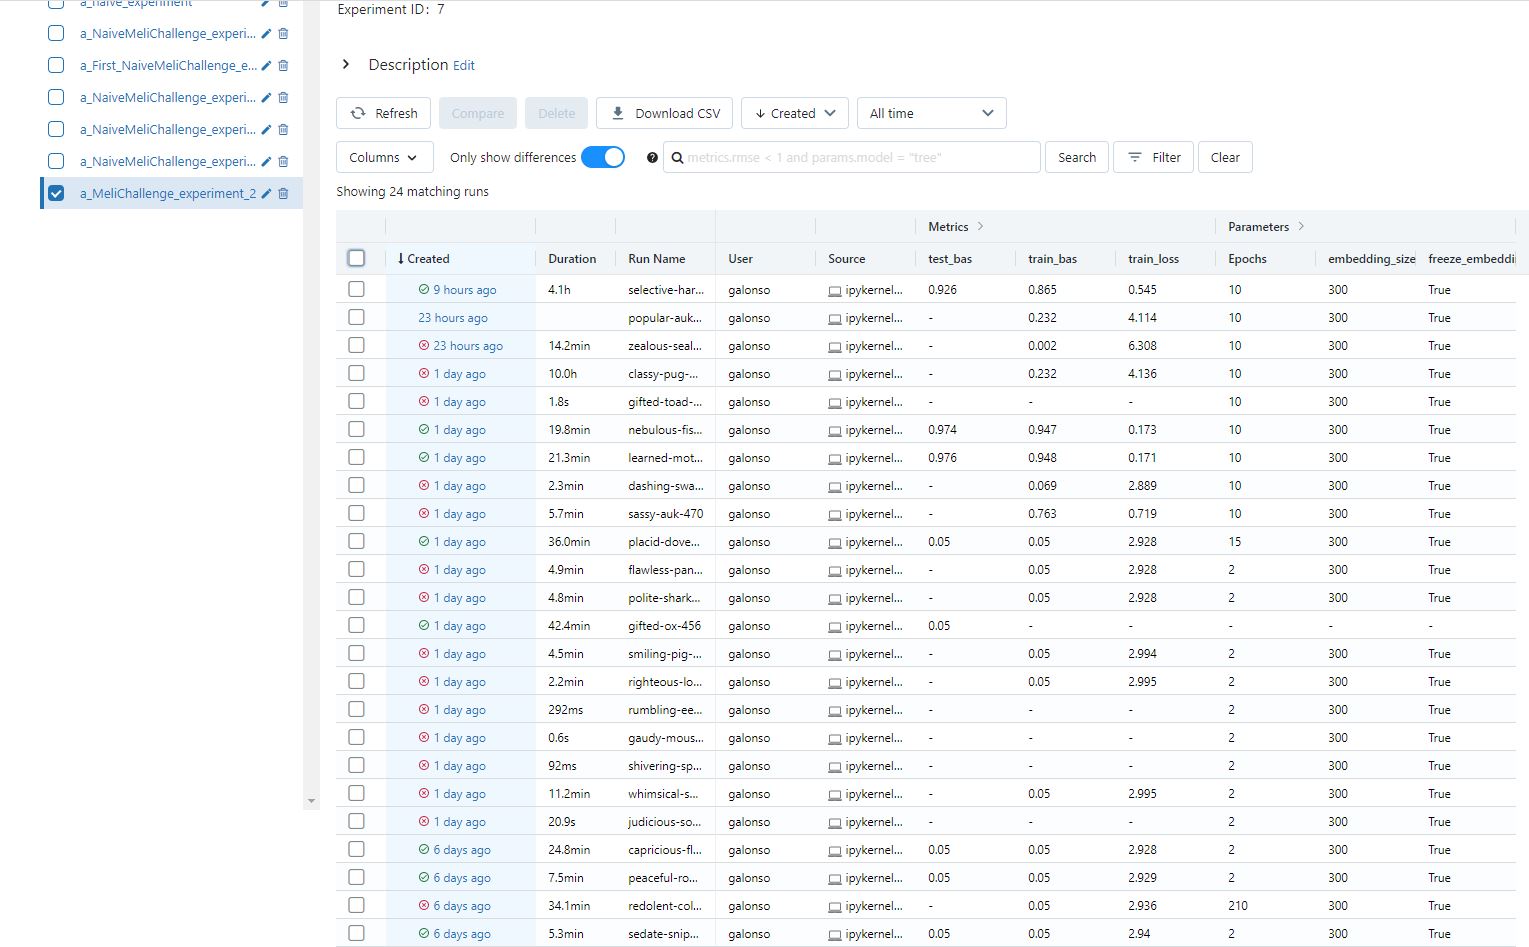 a_naive_experiment
a_NaiveMeliChallenge_experi...
a_First_NaiveMeliChallenge_e...
a_NaiveMeliChallenge_experi...
a_NaiveMeliChallenge_experi...
a_NaiveMeliChallenge_experi...
a_MeliChallenge_experiment_2
Experiment ID: 7
Description Edit
Refresh Compare Delete Download CSV Created All time
Columns Only show differences metrics.rmse < 1 and params.model = "tree" Search Filter Clear
Showing 24 matching runs
Metrics Parameters
Created Duration Run Name User Source test_bas train_bas train_loss Epochs embedding_size freeze_embeddi
9 hours ago 4.1h selective-har... galonso ipykernel... 0.926 0.865 0.545 10 300 True
23 hours ago popular-auk... galonso ipykernel... - 0.232 4.114 10 300 True
23 hours ago 14.2min zealous-seal... galonso ipykernel... - 0.002 6.308 10 300 True
1 day ago 10.0h classy-pug-... galonso ipykernel... - 0.232 4.136 10 300 True
1 day ago 1.8s gifted-toad-... galonso ipykernel... - - - 10 300 True
1 day ago 19.8min nebulous-fis... galonso ipykernel... 0.974 0.947 0.173 10 300 True
1 day ago 21.3min learned-mot... galonso ipykernel... 0.976 0.948 0.171 10 300 True
1 day ago 2.3min dashing-swa... galonso ipykernel... - 0.069 2.889 10 300 True
1 day ago 5.7min sassy-auk-470 galonso ipykernel... - 0.763 0.719 10 300 True
1 day ago 36.0min placid-dove... galonso ipykernel... 0.05 0.05 2.928 15 300 True
1 day ago 4.9min flawless-pan... galonso ipykernel... - 0.05 2.928 2 300 True
1 day ago 4.8min polite-shark... galonso ipykernel... - 0.05 2.928 2 300 True
1 day ago 42.4min gifted-ox-456 galonso ipykernel... 0.05 - - - - -
1 day ago 4.5min smiling-pig-... galonso ipykernel... - 0.05 2.994 2 300 True
1 day ago 2.2min righteous-lo... galonso ipykernel... - 0.05 2.995 2 300 True
1 day ago 292ms rumbling-ee... galonso ipykernel... - - - 2 300 True
1 day ago 0.6s gaudy-mous... galonso ipykernel... - - - 2 300 True
1 day ago 92ms shivering-sp... galonso ipykernel... - - - 2 300 True
1 day ago 11.2min whimsical-s... galonso ipykernel... - 0.05 2.995 2 300 True
1 day ago 20.9s judicious-so... galonso ipykernel... - - - 2 300 True
6 days ago 24.8min capricious-fl... galonso ipykernel... 0.05 0.05 2.928 2 300 True
6 days ago 7.5min peaceful-ro... galonso ipykernel... 0.05 0.05 2.929 2 300 True
6 days ago 34.1min redolent-col... galonso ipykernel... - 0.05 2.936 210 300 True
6 days ago 5.3min sedate-snip... galonso ipykernel... 0.05 0.05 2.94 2 300 True